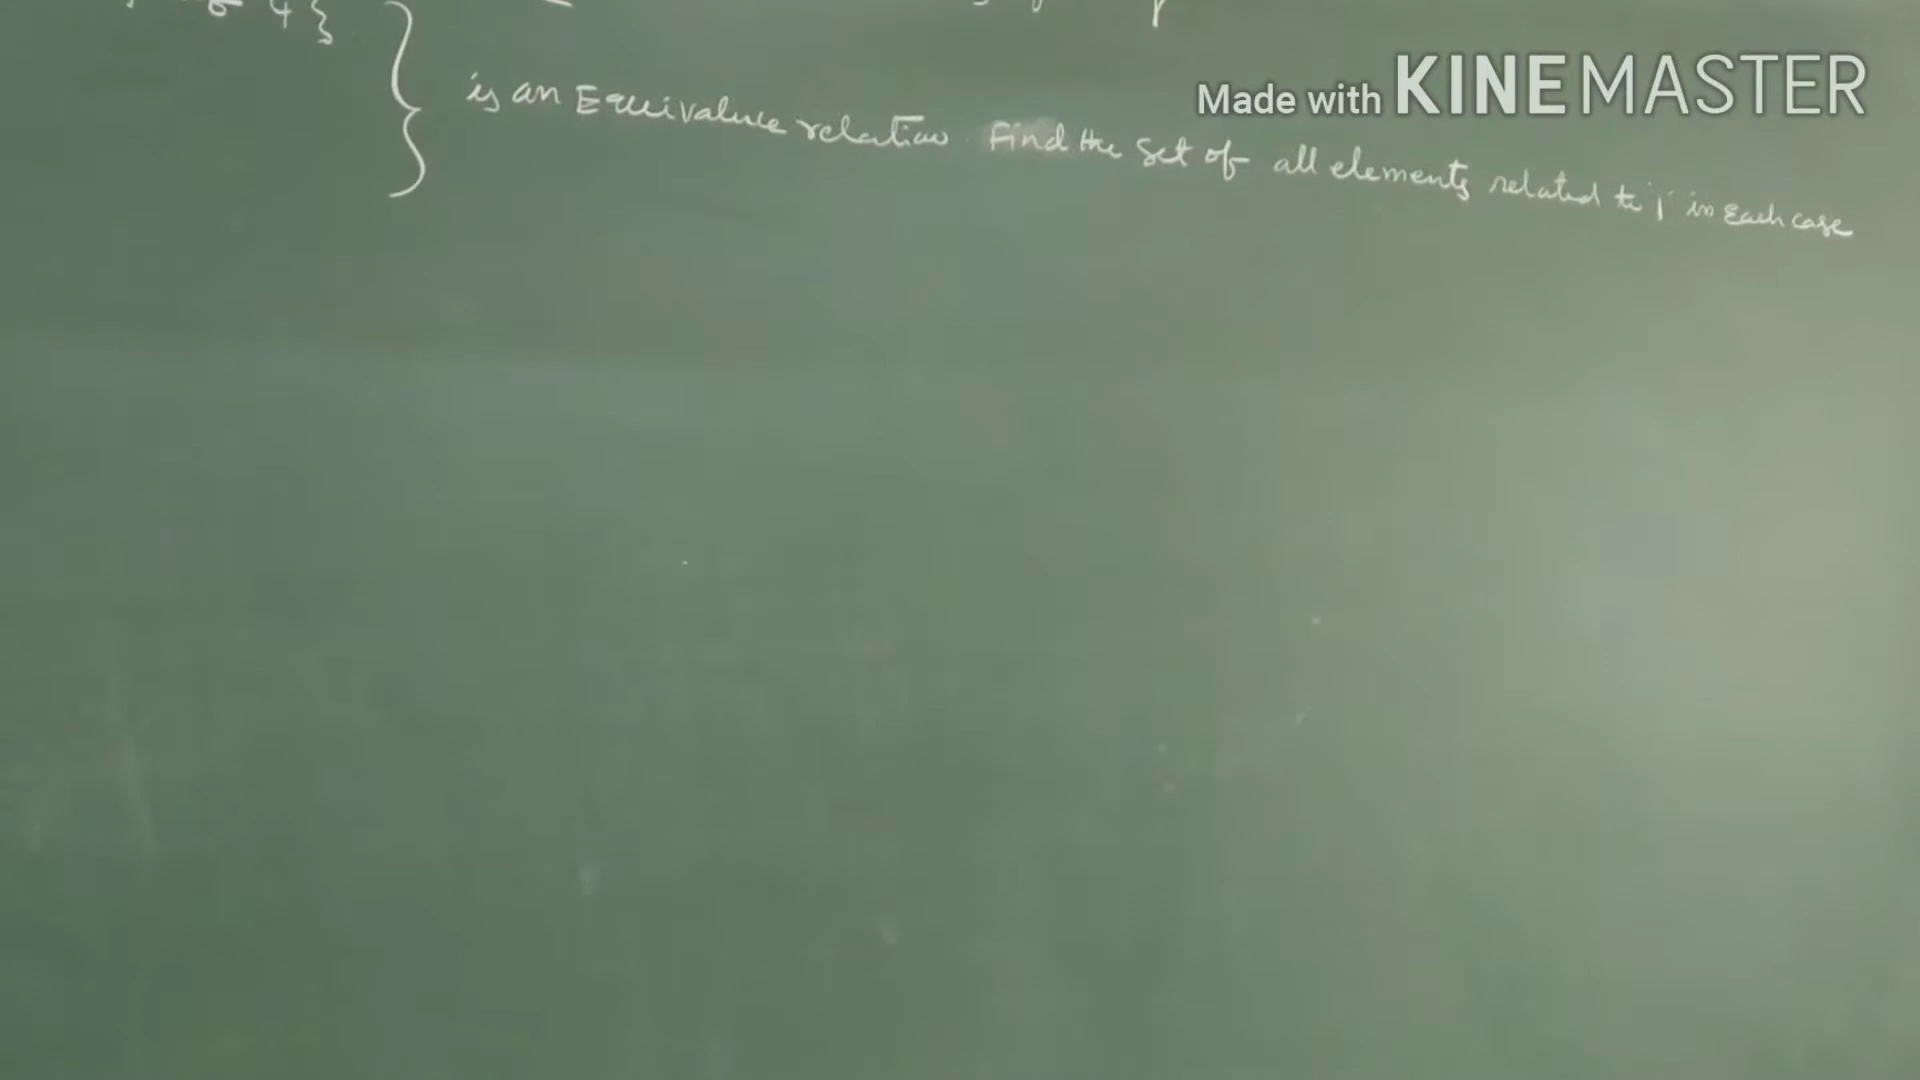 4 }
Made with KINEMASTER
is an Equivalence relation. Find the set of all elements related to '1' in Each case